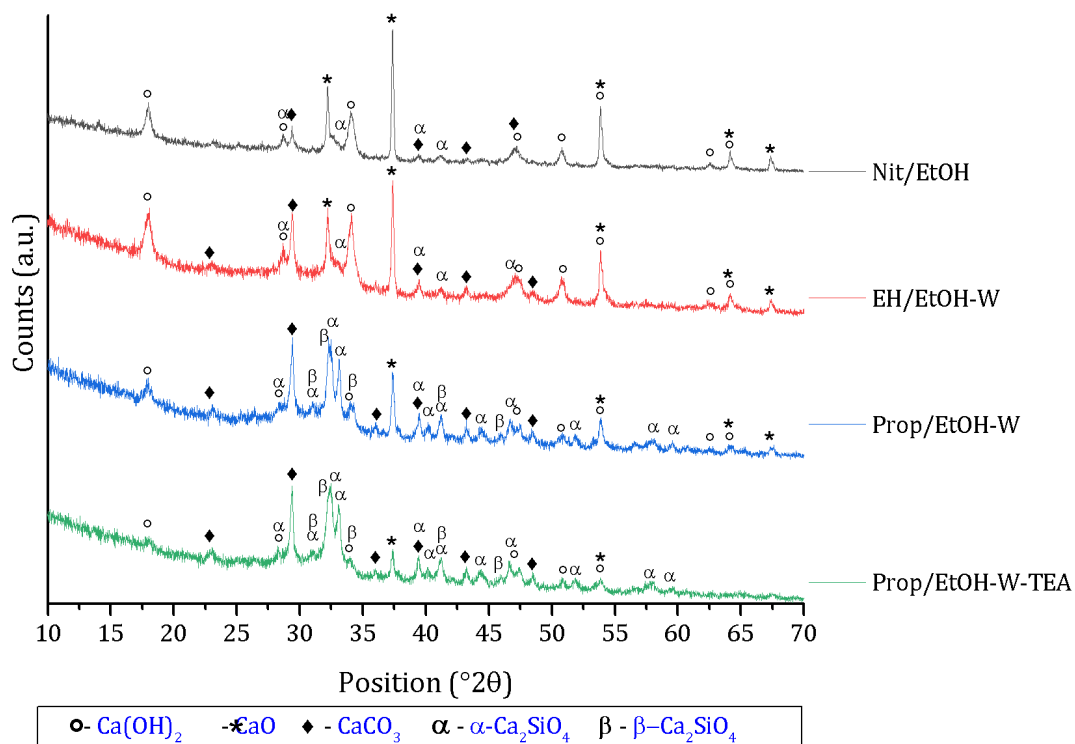 Counts (a.u.)
Nit/EtOH
EH/EtOH-W
Prop/EtOH-W
Prop/EtOH-W-TEA
10 15 20 25 30 35 40 45 50 55 60 65 70
Position (°2θ)
o- Ca(OH)₂ -*CaO ♦ - CaCO₃ α - α-Ca₂SiO₄ β - β–Ca₂SiO₄